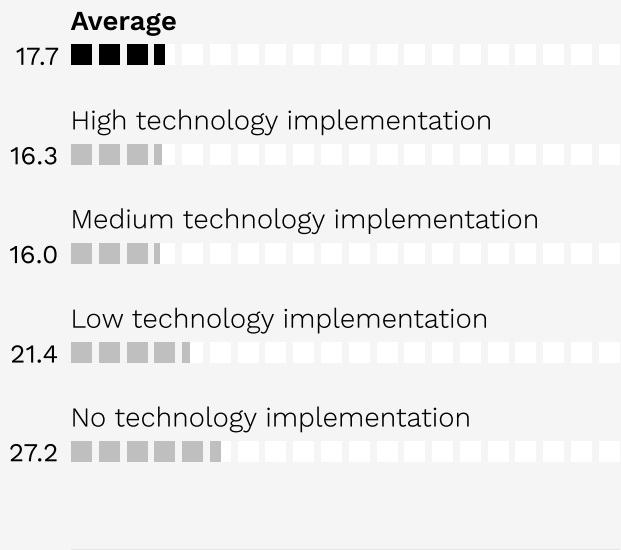 Average
17.7
High technology implementation
16.3
Medium technology implementation
16.0
Low technology implementation
21.4
No technology implementation
27.2